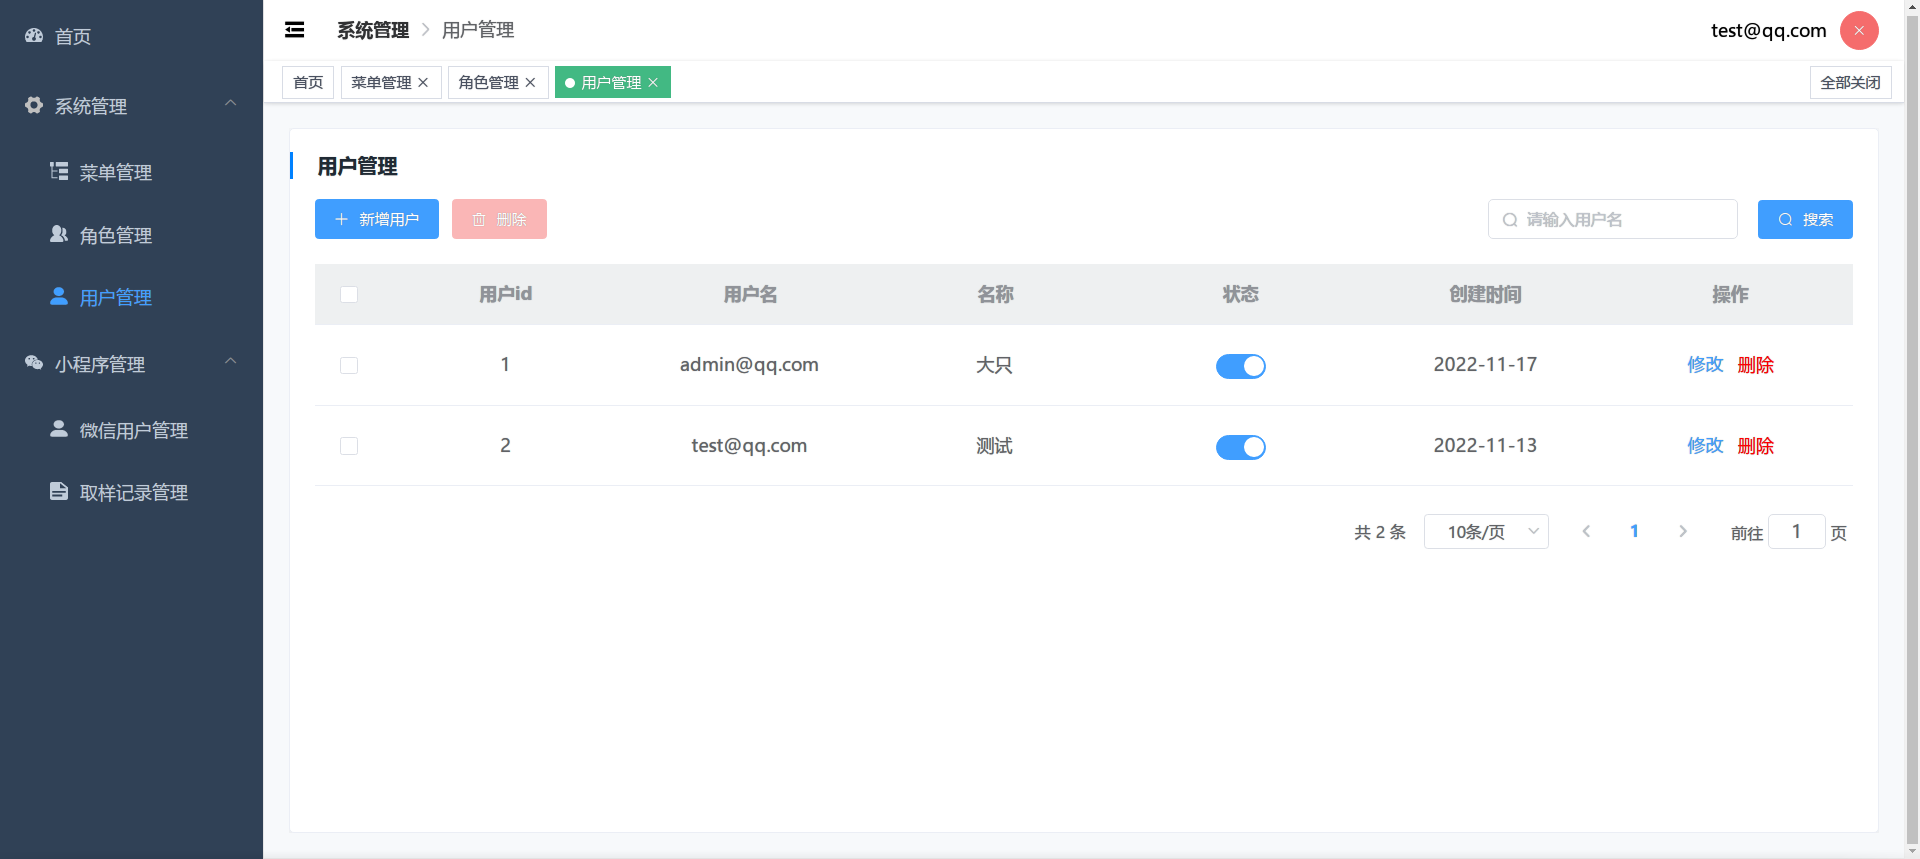 首页
系统管理
菜单管理
角色管理
用户管理
小程序管理
微信用户管理
取样记录管理
系统管理 用户管理
test@qq.com
首页 菜单管理 角色管理 用户管理 全部关闭
用户管理
新增用户 删除 请输入用户名 搜索
用户id 用户名 名称 状态 创建时间 操作
1 admin@qq.com 大只 2022-11-17 修改 删除
2 test@qq.com 测试 2022-11-13 修改 删除
共 2 条 10条/页 1 前往 1 页